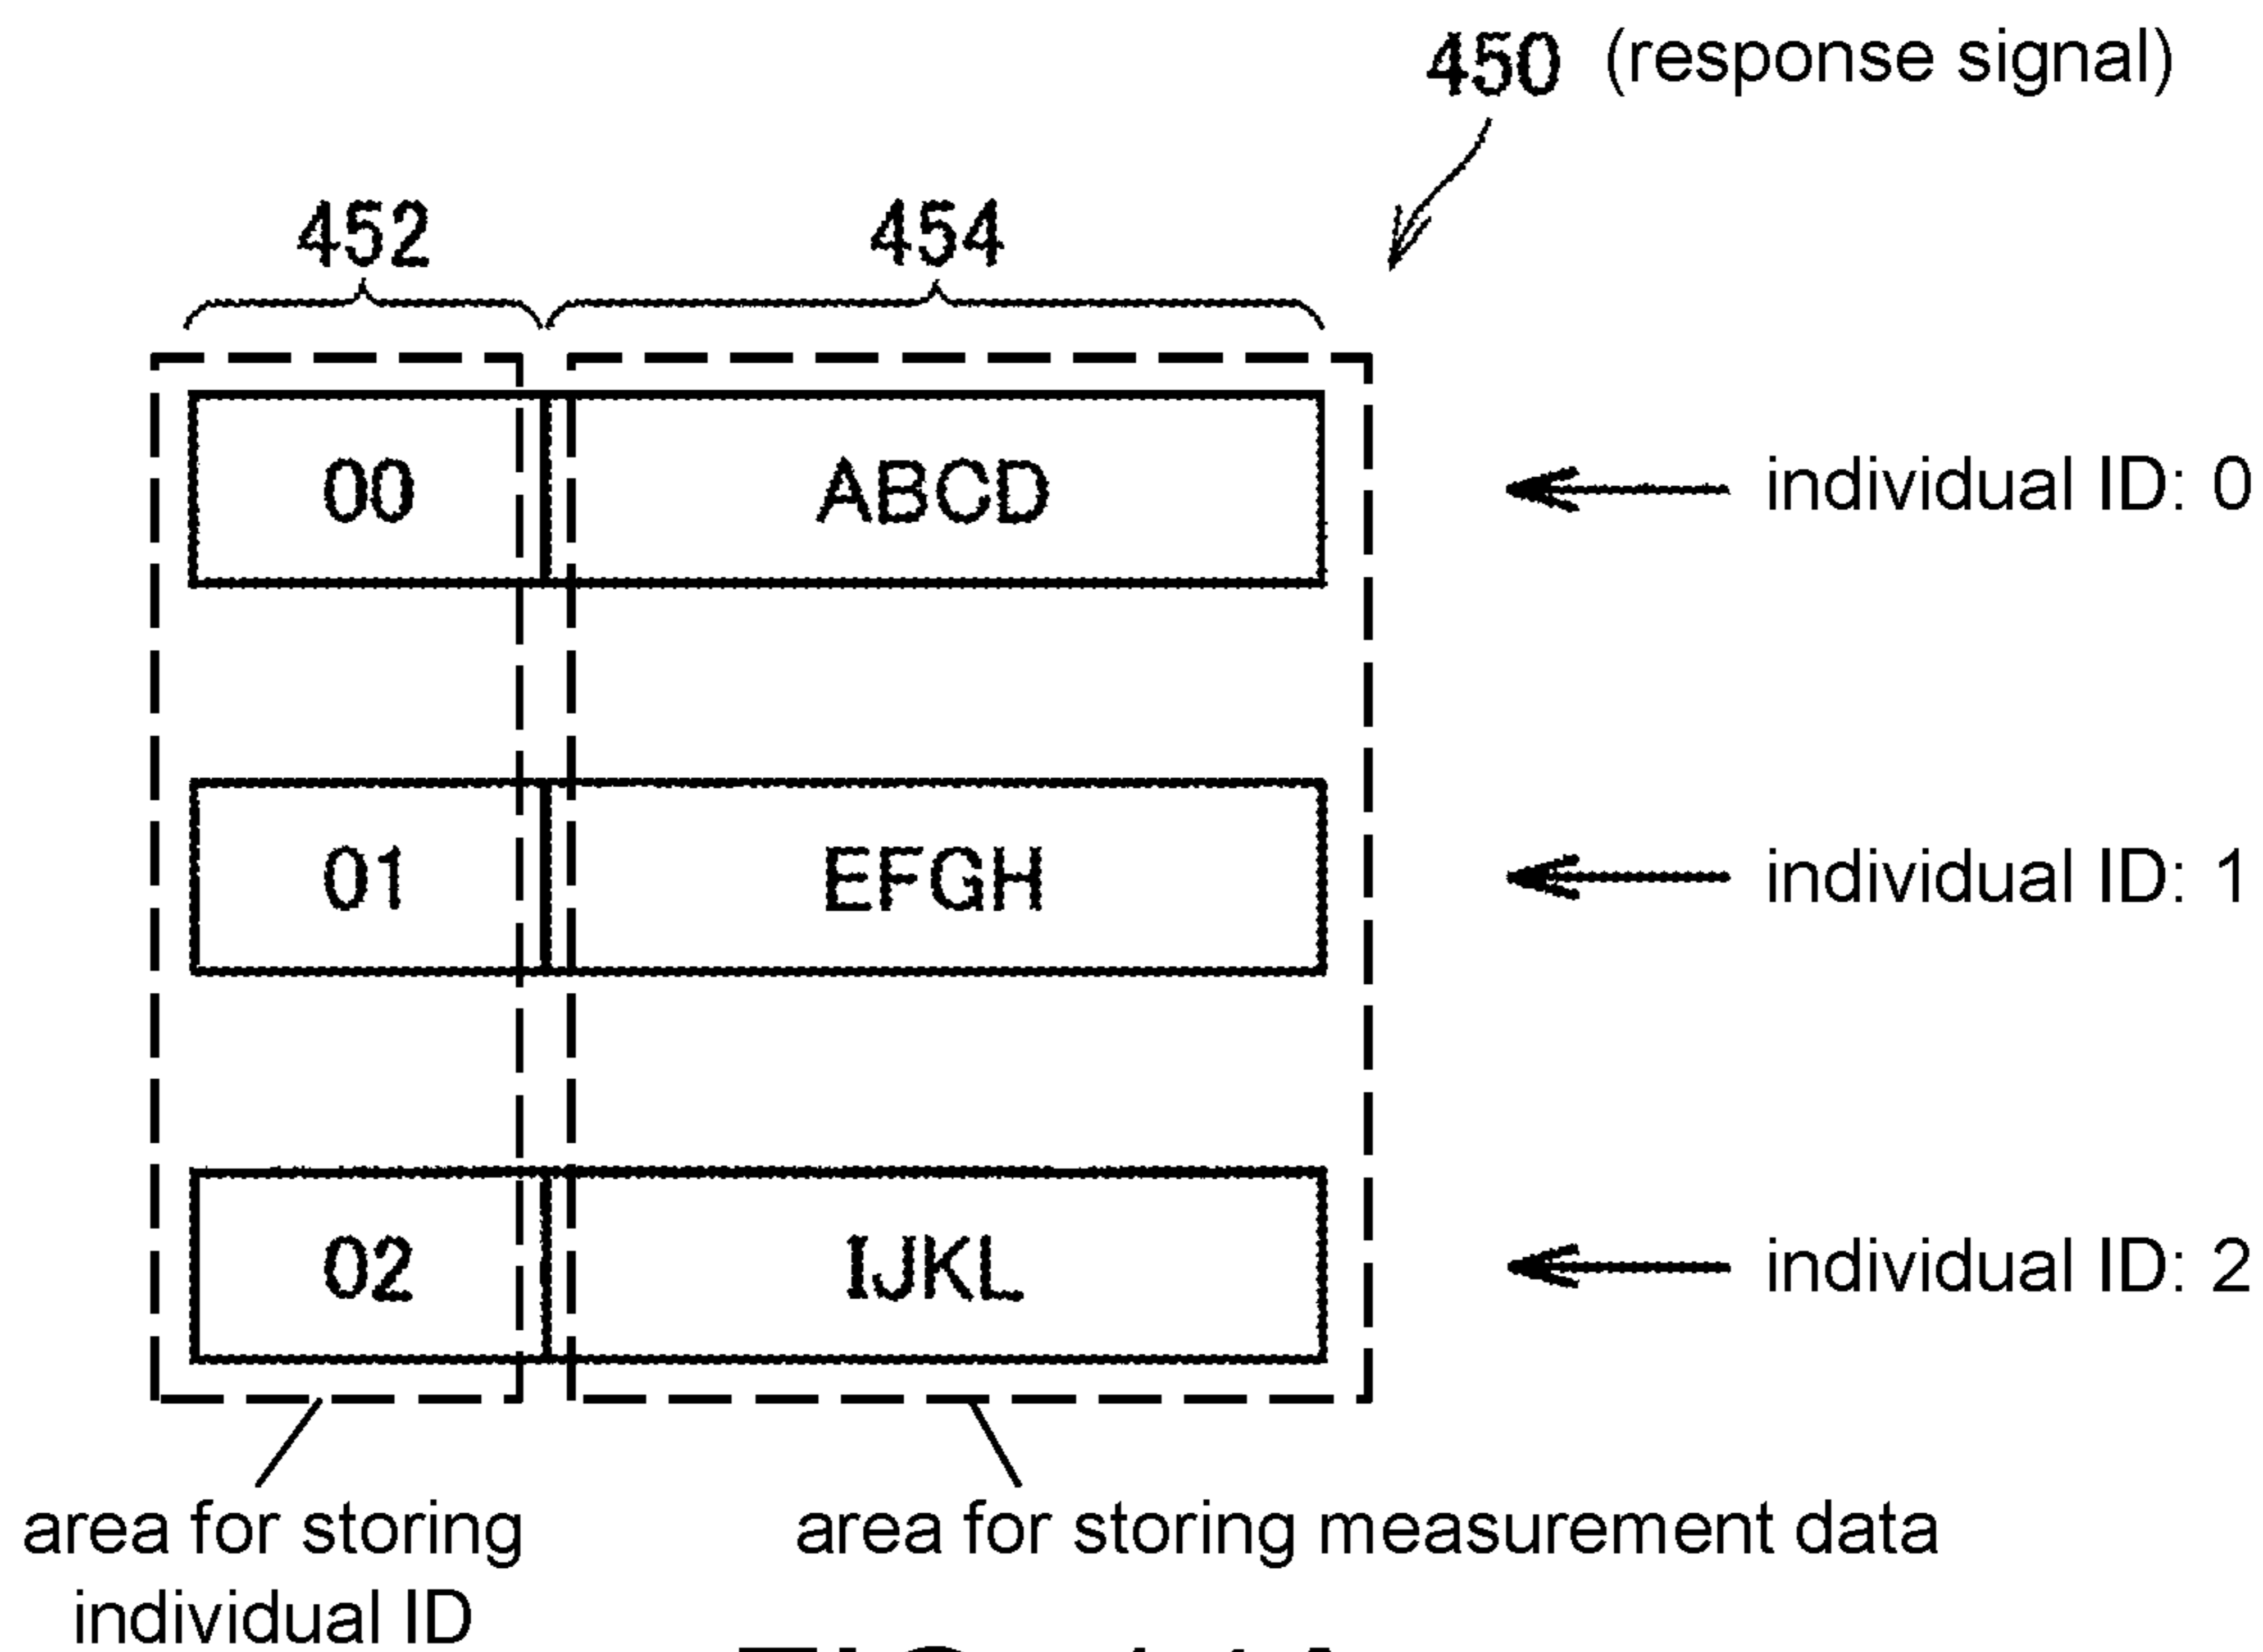 450 (response signal)
452 454
00 ABCD individual ID: 0
01 EFGH individual ID: 1
02 IJKL individual ID: 2
area for storing individual ID
area for storing measurement data